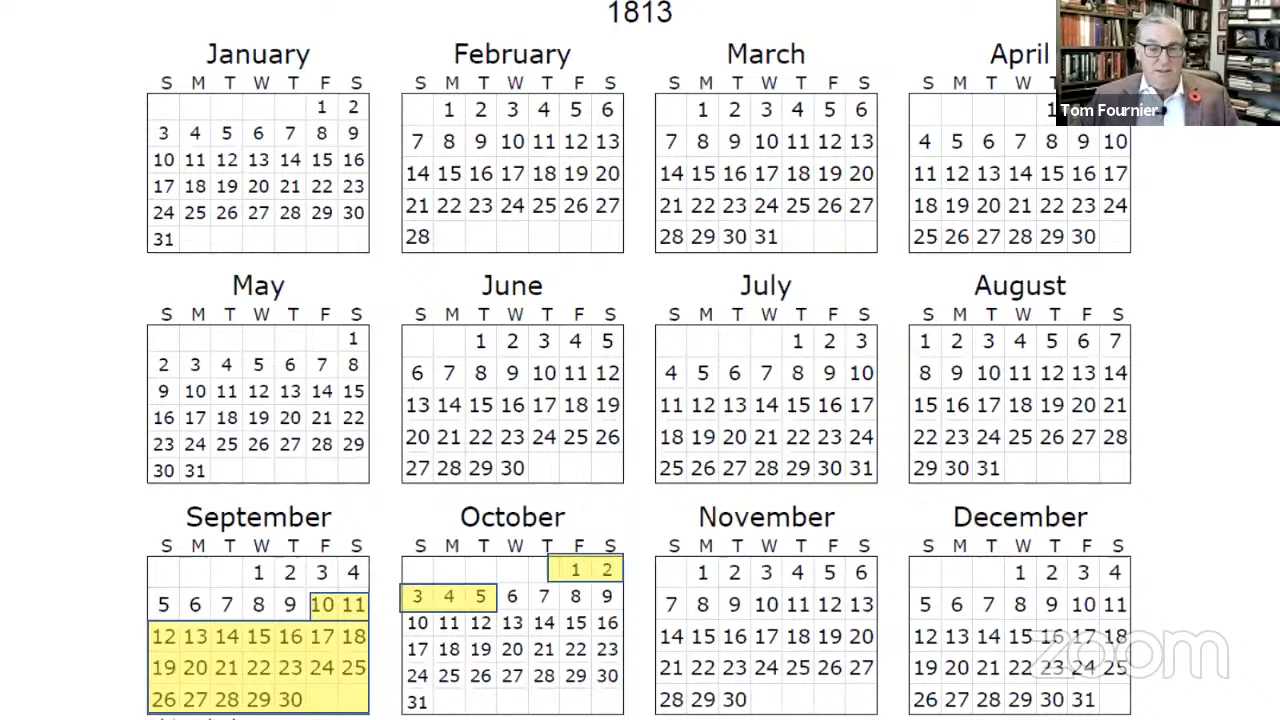 1813
January February March April
S M T W T F S S M T W T F S S M T W T F S S M T
1 2 1 2 3 4 5 6 1 2 3 4 5 6 1
3 4 5 6 7 8 9 7 8 9 10 11 12 13 7 8 9 10 11 12 13 4 5 6 7 8 9 10
10 11 12 13 14 15 16 14 15 16 17 18 19 20 14 15 16 17 18 19 20 11 12 13 14 15 16 17
17 18 19 20 21 22 23 21 22 23 24 25 26 27 21 22 23 24 25 26 27 18 19 20 21 22 23 24
24 25 26 27 28 29 30 28 28 29 30 31 25 26 27 28 29 30
31
Tom Fournier
May June July August
S M T W T F S S M T W T F S S M T W T F S S M T W T F S
1 1 2 3 4 5 1 2 3 1 2 3 4 5 6 7
2 3 4 5 6 7 8 6 7 8 9 10 11 12 4 5 6 7 8 9 10 8 9 10 11 12 13 14
9 10 11 12 13 14 15 13 14 15 16 17 18 19 11 12 13 14 15 16 17 15 16 17 18 19 20 21
16 17 18 19 20 21 22 20 21 22 23 24 25 26 18 19 20 21 22 23 24 22 23 24 25 26 27 28
23 24 25 26 27 28 29 27 28 29 30 25 26 27 28 29 30 31 29 30 31
30 31
September October November December
S M T W T F S S M T W T F S S M T W T F S S M T W T F S
1 2 3 4 1 2 1 2 3 4 5 6 1 2 3 4
5 6 7 8 9 10 11 3 4 5 6 7 8 9 7 8 9 10 11 12 13 5 6 7 8 9 10 11
12 13 14 15 16 17 18 10 11 12 13 14 15 16 14 15 16 17 18 19 20 12 13 14 15 16 17 18
19 20 21 22 23 24 25 17 18 19 20 21 22 23 21 22 23 24 25 26 27 19 20 21 22 23 24 25
26 27 28 29 30 24 25 26 27 28 29 30 28 29 30 26 27 28 29 30 31
31
zoom